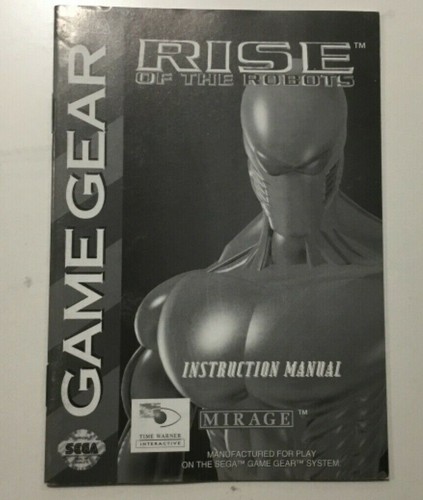 GAME GEAR
RISE™
OF THE ROBOTS
INSTRUCTION MANUAL
TIME WARNER
INTERACTIVE
MIRAGE™
SEGA
MANUFACTURED FOR PLAY
ON THE SEGA™ GAME GEAR™ SYSTEM.